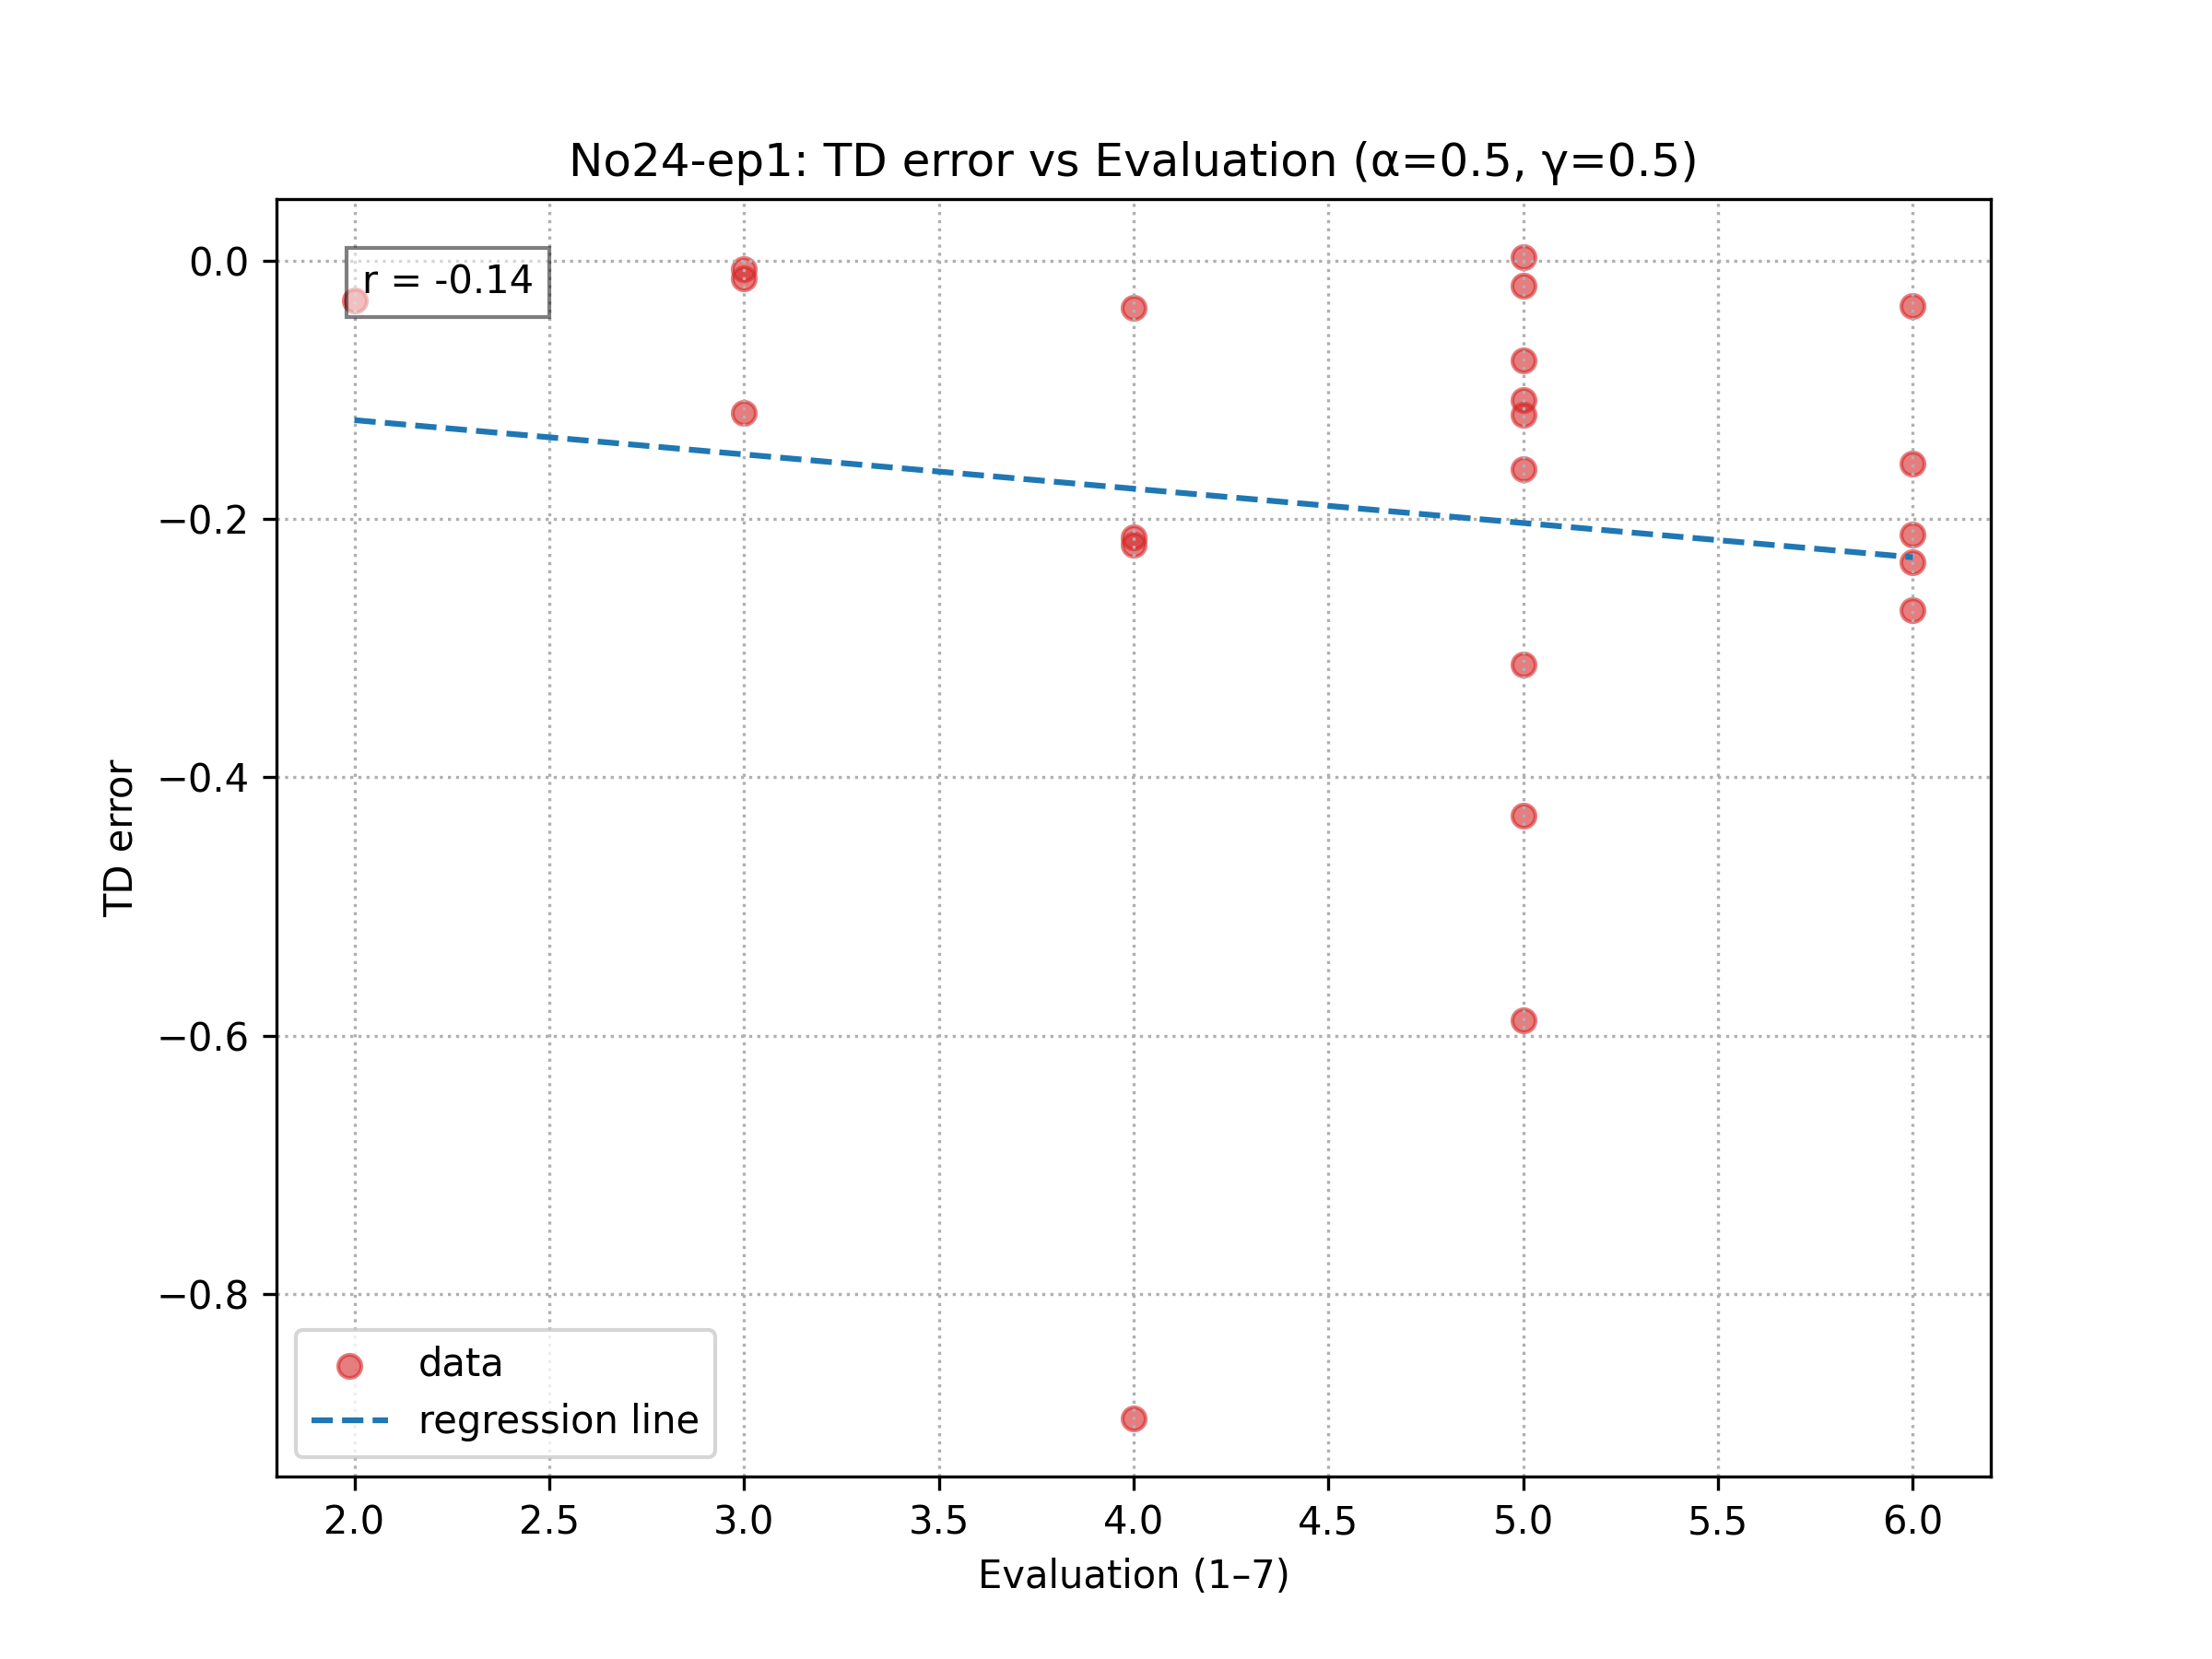 No24-ep1: TD error vs Evaluation (α=0.5, γ=0.5)
r = -0.14
TD error
0.0
−0.2
−0.4
−0.6
−0.8
data
regression line
2.0 2.5 3.0 3.5 4.0 4.5 5.0 5.5 6.0
Evaluation (1–7)